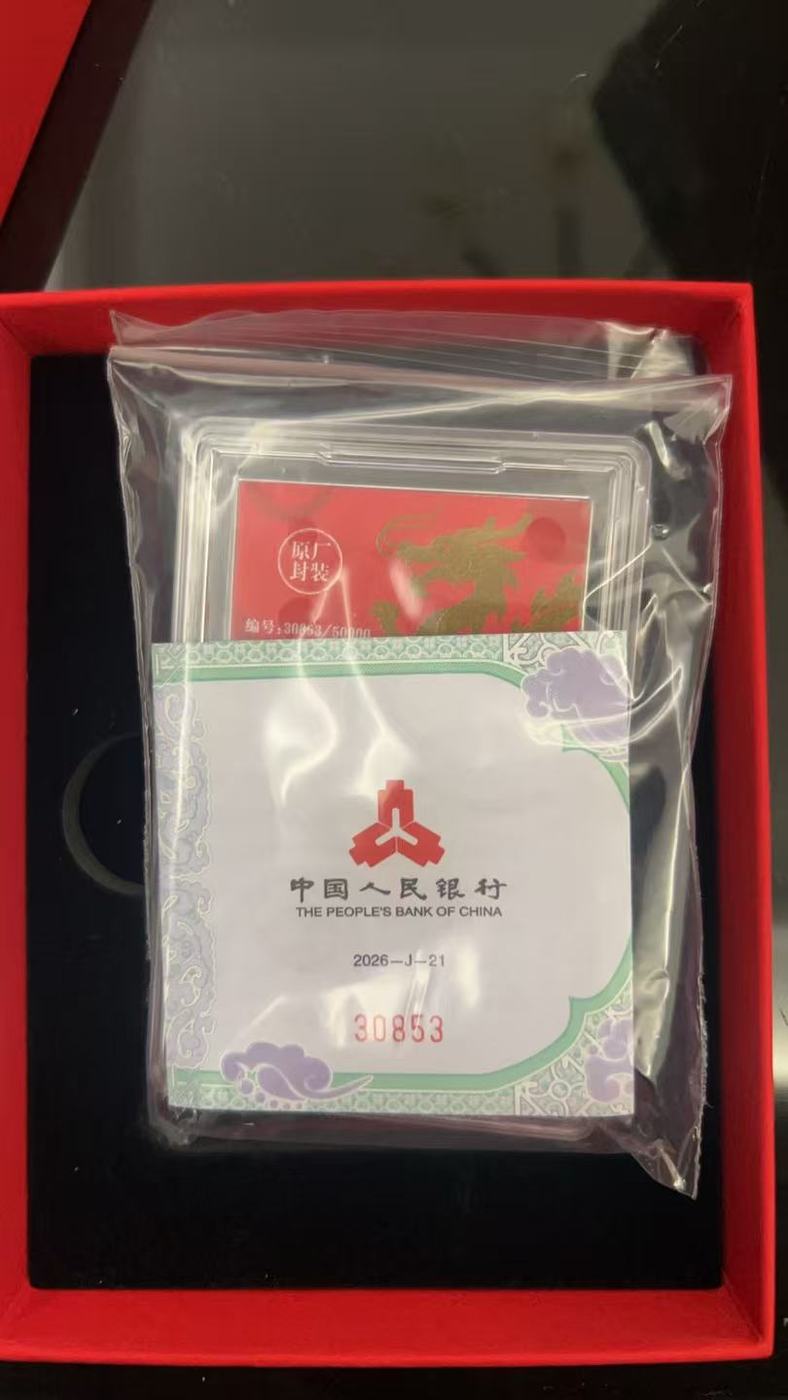 原厂
封装
编号:30853/50000
中国人民银行
THE PEOPLE'S BANK OF CHINA
2026—J—21
30853